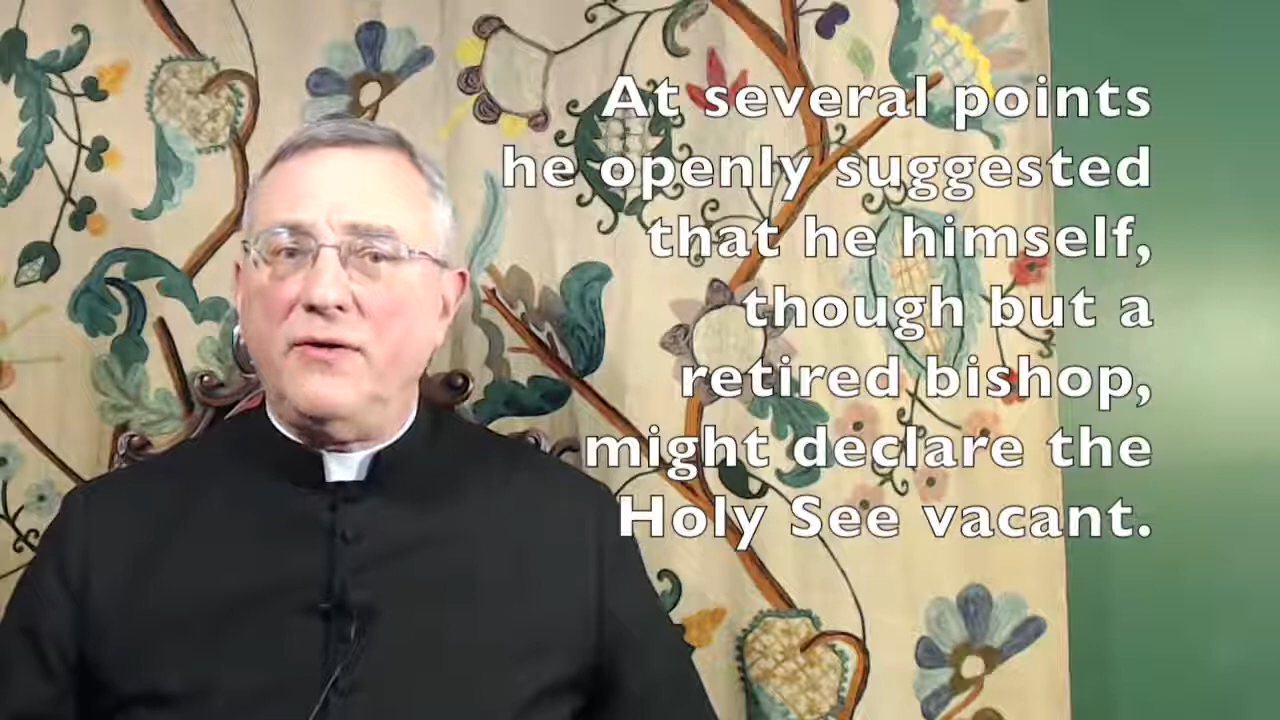 At several points
he openly suggested
that he himself,
though but a
retired bishop,
might declare the
Holy See vacant.